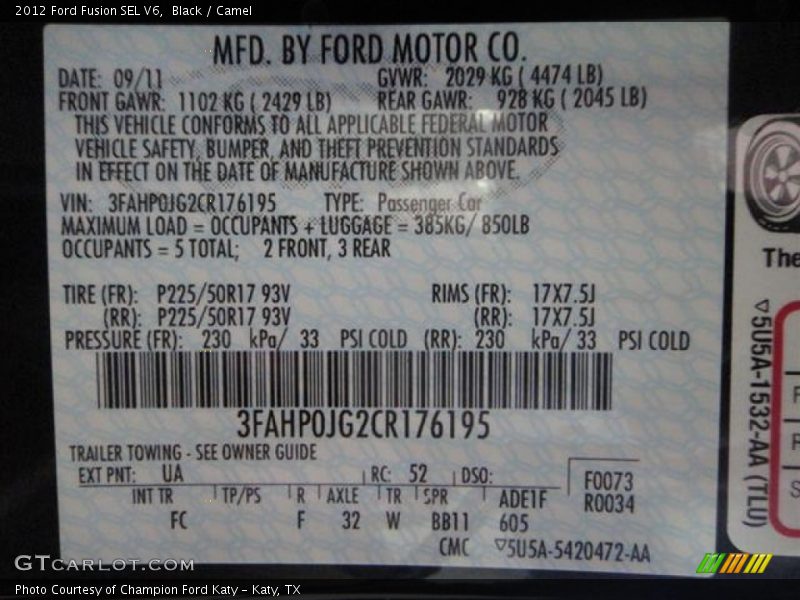 2012 Ford Fusion SEL V6,  Black / Camel
MFD. BY FORD MOTOR CO.
DATE: 09/11 GVWR: 2029 KG ( 4474 LB)
FRONT GAWR: 1102 KG ( 2429 LB) REAR GAWR: 928 KG ( 2045 LB)
THIS VEHICLE CONFORMS TO ALL APPLICABLE FEDERAL MOTOR
VEHICLE SAFETY, BUMPER, AND THEFT PREVENTION STANDARDS
IN EFFECT ON THE DATE OF MANUFACTURE SHOWN ABOVE.
VIN: 3FAHP0JG2CR176195 TYPE: Passenger Car
MAXIMUM LOAD = OCCUPANTS + LUGGAGE = 385KG/ 850LB
OCCUPANTS = 5 TOTAL; 2 FRONT, 3 REAR
TIRE (FR): P225/50R17 93V RIMS (FR): 17X7.5J
(RR): P225/50R17 93V (RR): 17X7.5J
PRESSURE (FR): 230 kPa/ 33 PSI COLD (RR): 230 kPa/ 33 PSI COLD
3FAHP0JG2CR176195
TRAILER TOWING - SEE OWNER GUIDE
EXT PNT: UA RC: 52 DSO: F0073
INT TR TP/PS R AXLE TR SPR ADE1F R0034
FC F 32 W BB11 605
CMC ▽5U5A-5420472-AA
The
▽5U5A-1532-AA (TLU)
F
R
S
GTCARLOT.COM
Photo Courtesy of Champion Ford Katy – Katy, TX